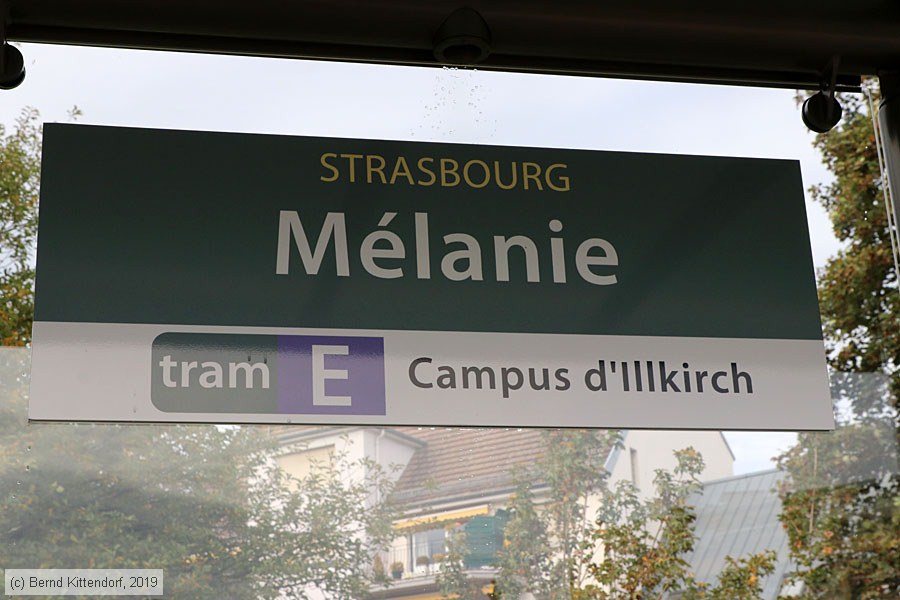 STRASBOURG
Mélanie
tram E Campus d'Illkirch
(c) Bernd Kittendorf, 2019